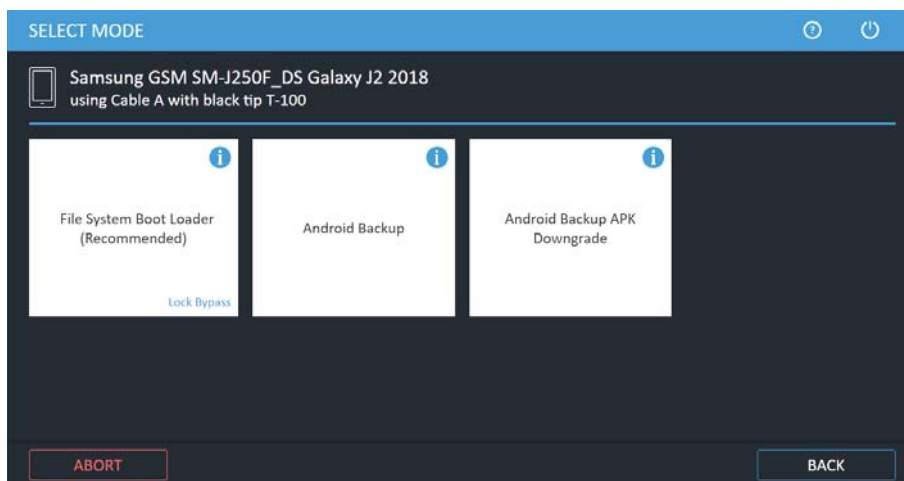 SELECT MODE
Samsung GSM SM-J250F_DS Galaxy J2 2018
using Cable A with black tip T-100
File System Boot Loader
(Recommended)
Lock Bypass
Android Backup
Android Backup APK
Downgrade
ABORT
BACK